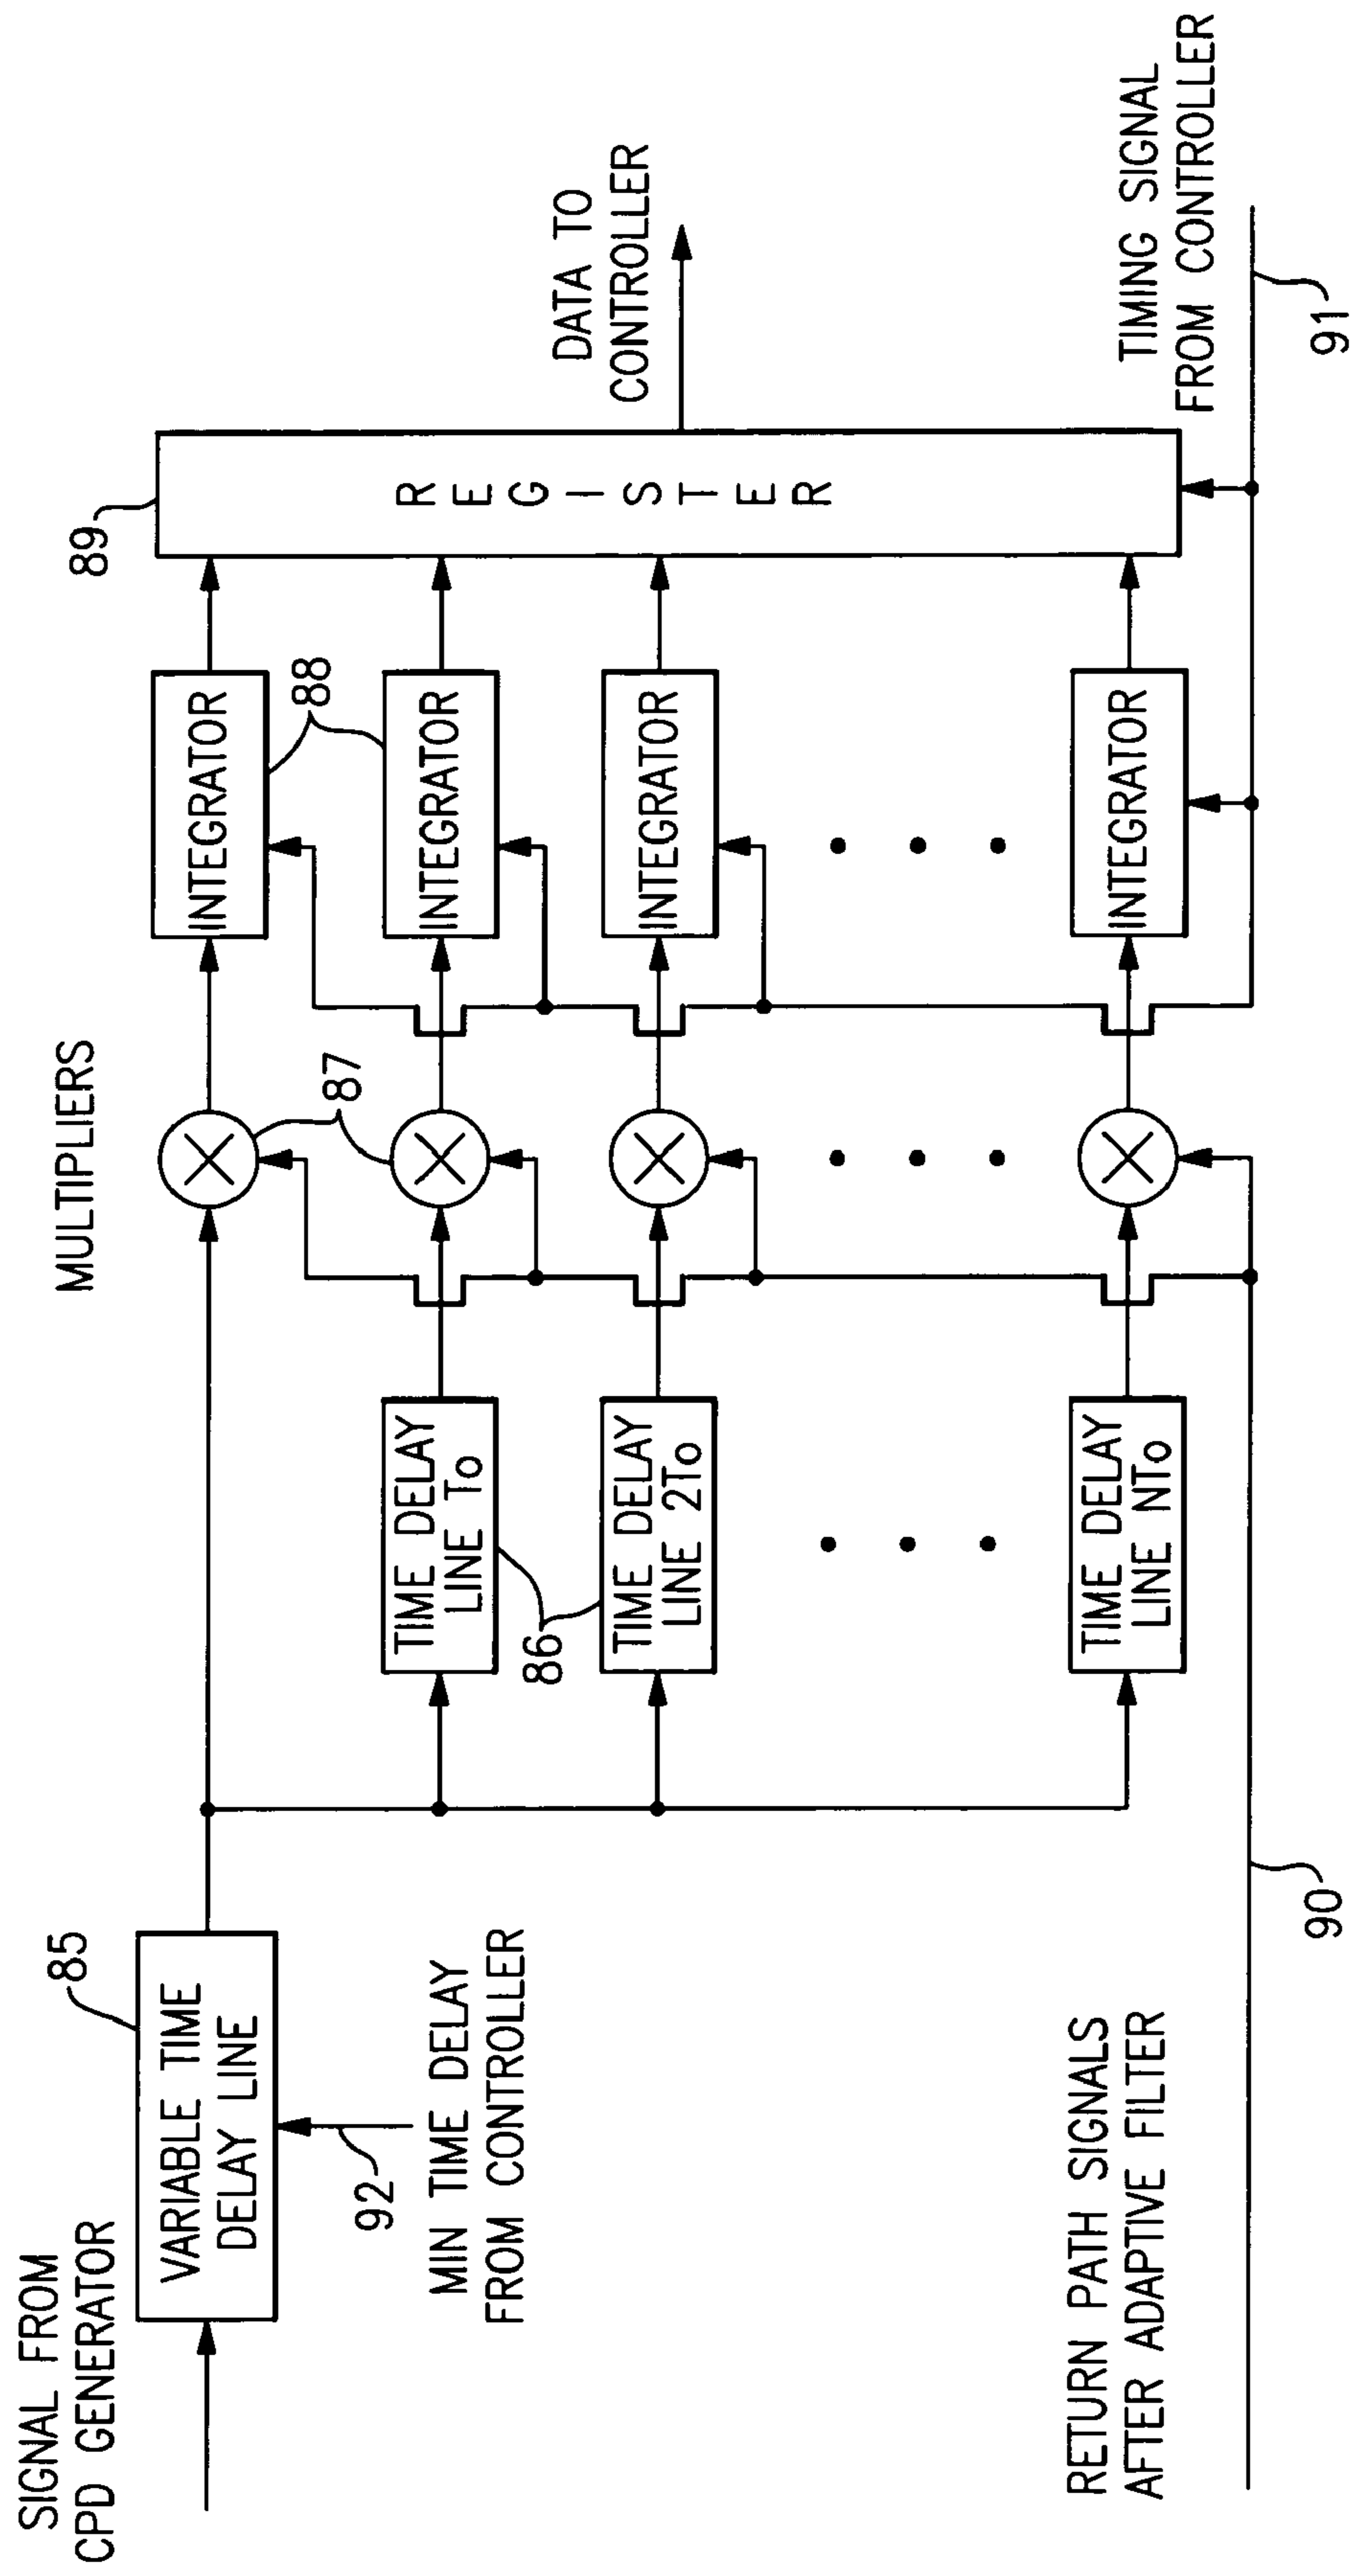 SIGNAL FROM
CPD GENERATOR
85
VARIABLE TIME
DELAY LINE
92
MIN TIME DELAY
FROM CONTROLLER
RETURN PATH SIGNALS
AFTER ADAPTIVE FILTER
90
TIME DELAY
LINE To
86
TIME DELAY
LINE 2To
TIME DELAY
LINE NTo
MULTIPLIERS
87
INTEGRATOR
88
INTEGRATOR
INTEGRATOR
INTEGRATOR
89
REGISTER
DATA TO
CONTROLLER
TIMING SIGNAL
FROM CONTROLLER
91